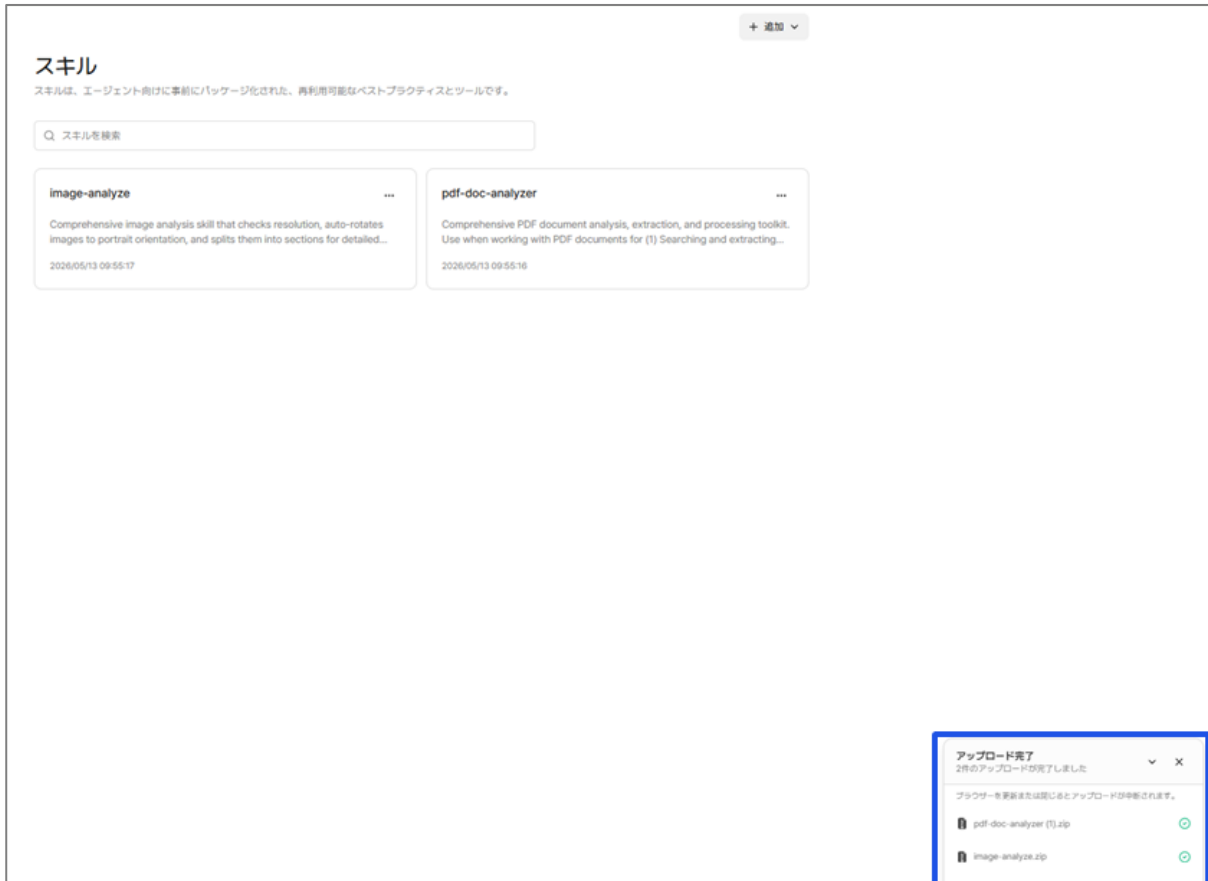 + 追加
スキル
スキルは、エージェント向けに事前にパッケージ化された、再利用可能なベストプラクティスとツールです。
スキルを検索
image-analyze ...
Comprehensive image analysis skill that checks resolution, auto-rotates
images to portrait orientation, and splits them into sections for detailed...
2026/05/13 09:55:17
pdf-doc-analyzer ...
Comprehensive PDF document analysis, extraction, and processing toolkit.
Use when working with PDF documents for (1) Searching and extracting...
2026/05/13 09:55:16
アップロード完了
2件のアップロードが完了しました
ブラウザーを更新または閉じるとアップロードが中断されます。
pdf-doc-analyzer (1).zip
image-analyze.zip